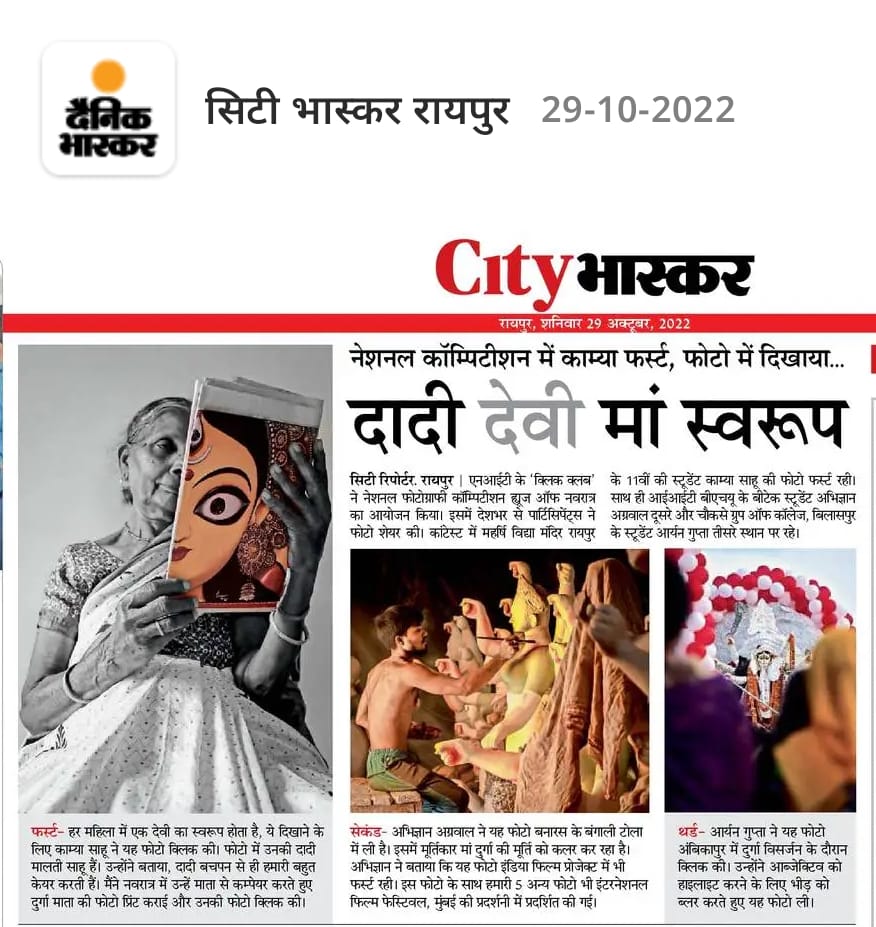 दैनिक
भास्कर
सिटी भास्कर रायपुर 29-10-2022
City भास्कर
रायपुर, शनिवार 29 अक्टूबर, 2022
नेशनल कॉम्पिटीशन में काम्या फर्स्ट, फोटो में दिखाया...
दादी देवी मां स्वरूप
सिटी रिपोर्टर. रायपुर | एनआईटी के 'क्लिक क्लब'
ने नेशनल फोटोग्राफी कॉम्पिटीशन ह्यूज ऑफ नवरात्र
का आयोजन किया। इसमें देशभर से पार्टिसिपेंट्स ने
फोटो शेयर की। कांटेस्ट में महर्षि विद्या मंदिर रायपुर
के 11वीं की स्टूडेंट काम्या साहू की फोटो फर्स्ट रही।
साथ ही आईआईटी बीएचयू के बीटेक स्टूडेंट अभिज्ञान
अग्रवाल दूसरे और चौकसे ग्रुप ऑफ कॉलेज, बिलासपुर
के स्टूडेंट आर्यन गुप्ता तीसरे स्थान पर रहे।
फर्स्ट- हर महिला में एक देवी का स्वरूप होता है, ये दिखाने के
लिए काम्या साहू ने यह फोटो क्लिक की। फोटो में उनकी दादी
मालती साहू हैं। उन्होंने बताया, दादी बचपन से ही हमारी बहुत
केयर करती हैं। मैंने नवरात्र में उन्हें माता से कम्पेयर करते हुए
दुर्गा माता की फोटो प्रिंट कराई और उनकी फोटो क्लिक की।
सेकंड- अभिज्ञान अग्रवाल ने यह फोटो बनारस के बंगाली टोला
में ली है। इसमें मूर्तिकार मां दुर्गा की मूर्ति को कलर कर रहा है।
अभिज्ञान ने बताया कि यह फोटो इंडिया फिल्म प्रोजेक्ट में भी
फर्स्ट रही। इस फोटो के साथ हमारी 5 अन्य फोटो भी इंटरनेशनल
फिल्म फेस्टिवल, मुंबई की प्रदर्शनी में प्रदर्शित की गई।
थर्ड- आर्यन गुप्ता ने यह फोटो
अंबिकापुर में दुर्गा विसर्जन के दौरान
क्लिक की। उन्होंने आब्जेक्टिव को
हाइलाइट करने के लिए भीड़ को
ब्लर करते हुए यह फोटो ली।